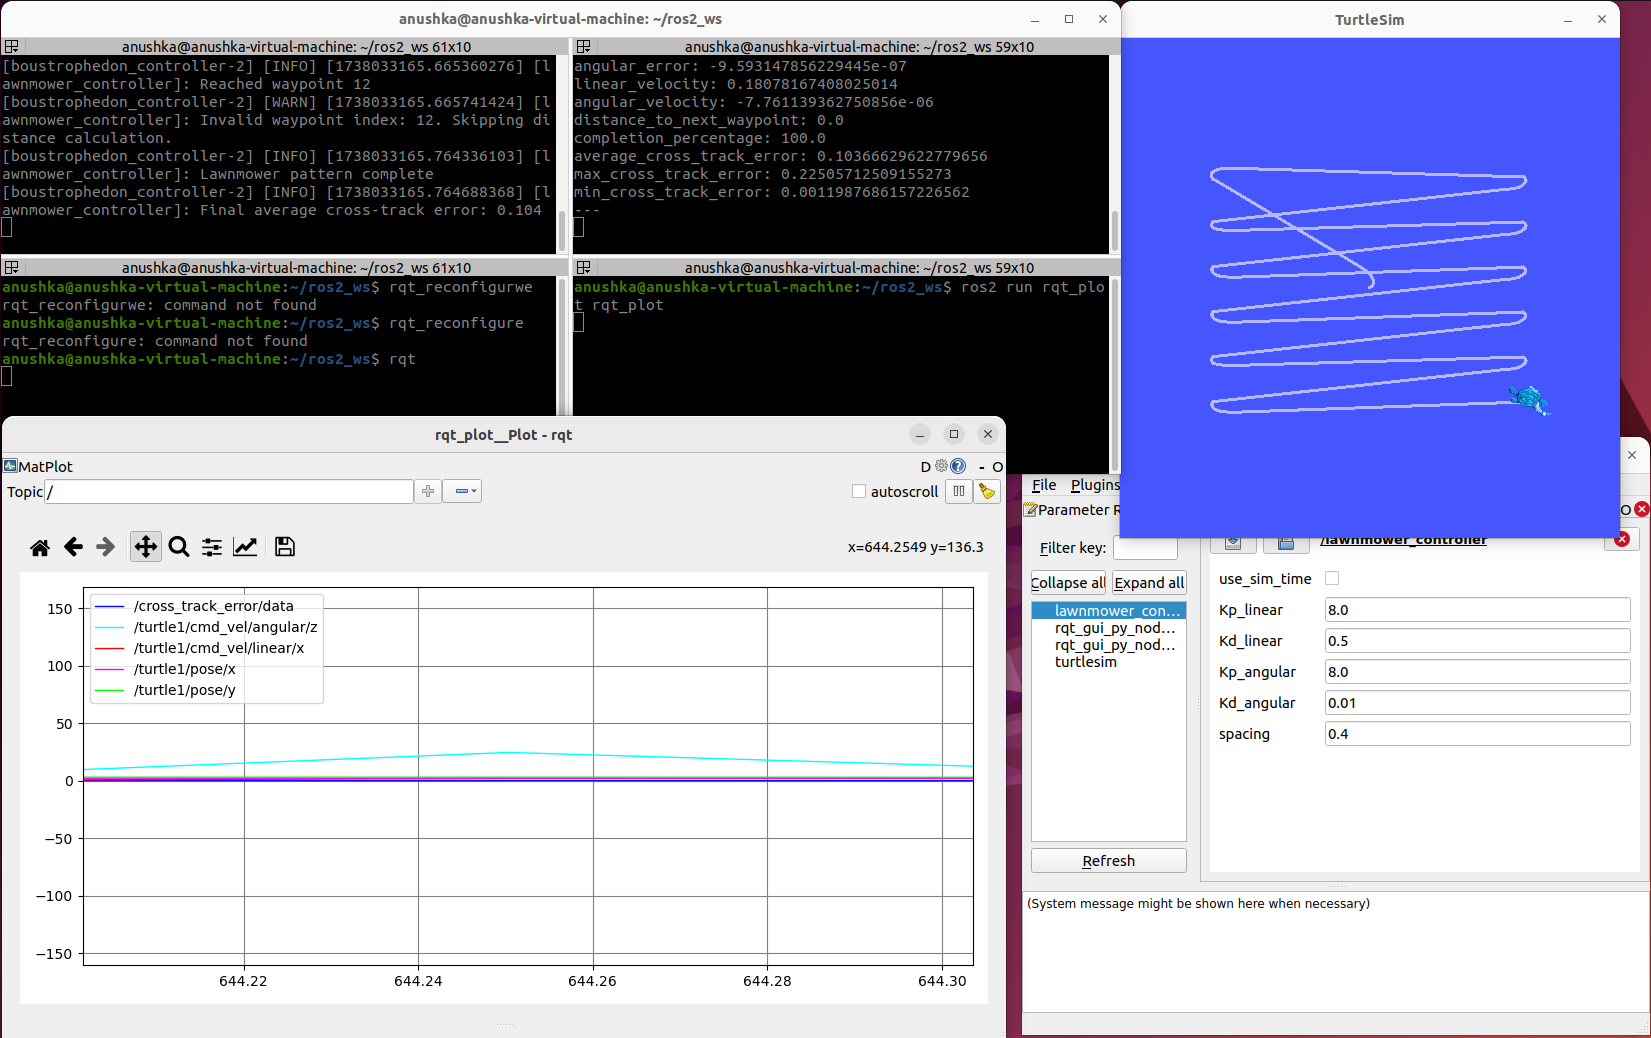 anushka@anushka-virtual-machine: ~/ros2_ws
anushka@anushka-virtual-machine: ~/ros2_ws 61x10
[boustrophedon_controller-2] [INFO] [1738033165.665360276] [l
awnmower_controller]: Reached waypoint 12
[boustrophedon_controller-2] [WARN] [1738033165.665741424] [l
awnmower_controller]: Invalid waypoint index: 12. Skipping di
stance calculation.
[boustrophedon_controller-2] [INFO] [1738033165.764336103] [l
awnmower_controller]: Lawnmower pattern complete
[boustrophedon_controller-2] [INFO] [1738033165.764688368] [l
awnmower_controller]: Final average cross-track error: 0.104
anushka@anushka-virtual-machine: ~/ros2_ws 59x10
angular_error: -9.593147856229445e-07
linear_velocity: 0.18078167408025014
angular_velocity: -7.761139362750856e-06
distance_to_next_waypoint: 0.0
completion_percentage: 100.0
average_cross_track_error: 0.10366629622779656
max_cross_track_error: 0.22505712509155273
min_cross_track_error: 0.0011987686157226562
---
anushka@anushka-virtual-machine: ~/ros2_ws 61x10
anushka@anushka-virtual-machine:~/ros2_ws$ rqt_reconfigurwe
rqt_reconfigurwe: command not found
anushka@anushka-virtual-machine:~/ros2_ws$ rqt_reconfigure
rqt_reconfigure: command not found
anushka@anushka-virtual-machine:~/ros2_ws$ rqt
anushka@anushka-virtual-machine: ~/ros2_ws 59x10
anushka@anushka-virtual-machine:~/ros2_ws$ ros2 run rqt_plo
t rqt_plot
TurtleSim
rqt_plot__Plot - rqt
MatPlot
D
- O
Topic /
autoscroll
x=644.2549 y=136.3
/cross_track_error/data
/turtle1/cmd_vel/angular/z
/turtle1/cmd_vel/linear/x
/turtle1/pose/x
/turtle1/pose/y
150
100
50
0
−50
−100
−150
644.22 644.24 644.26 644.28 644.30
File Plugins
Parameter R
O
Filter key:
Collapse all Expand all
lawnmower_con...
rqt_gui_py_nod...
rqt_gui_py_nod...
turtlesim
Refresh
/lawnmower_controller
use_sim_time
Kp_linear 8.0
Kd_linear 0.5
Kp_angular 8.0
Kd_angular 0.01
spacing 0.4
(System message might be shown here when necessary)